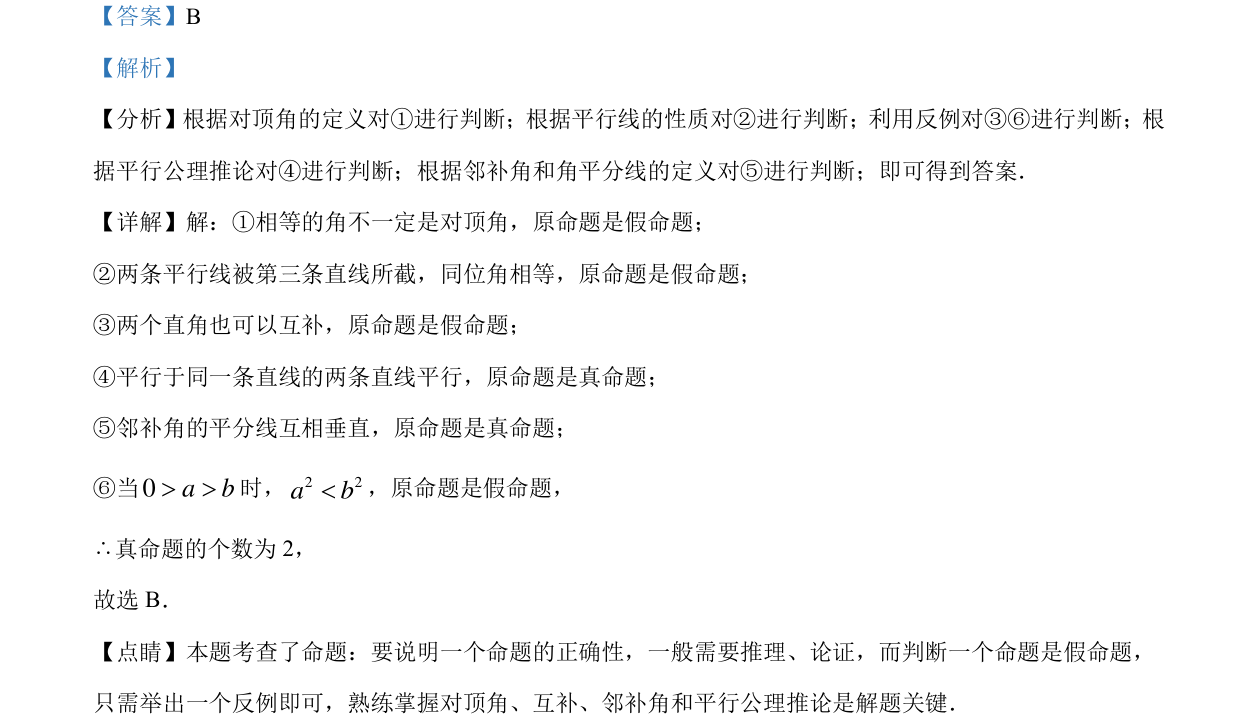 【答案】B
【解析】
【分析】根据对顶角的定义对①进行判断；根据平行线的性质对②进行判断；利用反例对③⑥进行判断；根
据平行公理推论对④进行判断；根据邻补角和角平分线的定义对⑤进行判断；即可得到答案．
【详解】解：①相等的角不一定是对顶角，原命题是假命题；
②两条平行线被第三条直线所截，同位角相等，原命题是假命题；
③两个直角也可以互补，原命题是假命题；
④平行于同一条直线的两条直线平行，原命题是真命题；
⑤邻补角的平分线互相垂直，原命题是真命题；
⑥当0 > a > b时，a² < b²，原命题是假命题，
∴真命题的个数为 2，
故选 B．
【点睛】本题考查了命题：要说明一个命题的正确性，一般需要推理、论证，而判断一个命题是假命题，
只需举出一个反例即可，熟练掌握对顶角、互补、邻补角和平行公理推论是解题关键．